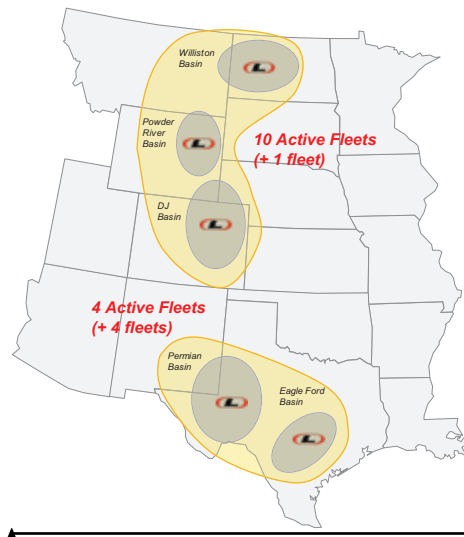 Williston
Basin
L
Powder
River
Basin
L
10 Active Fleets
(+ 1 fleet)
DJ
Basin
L
4 Active Fleets
(+ 4 fleets)
Permian
Basin
L
Eagle Ford
Basin
L